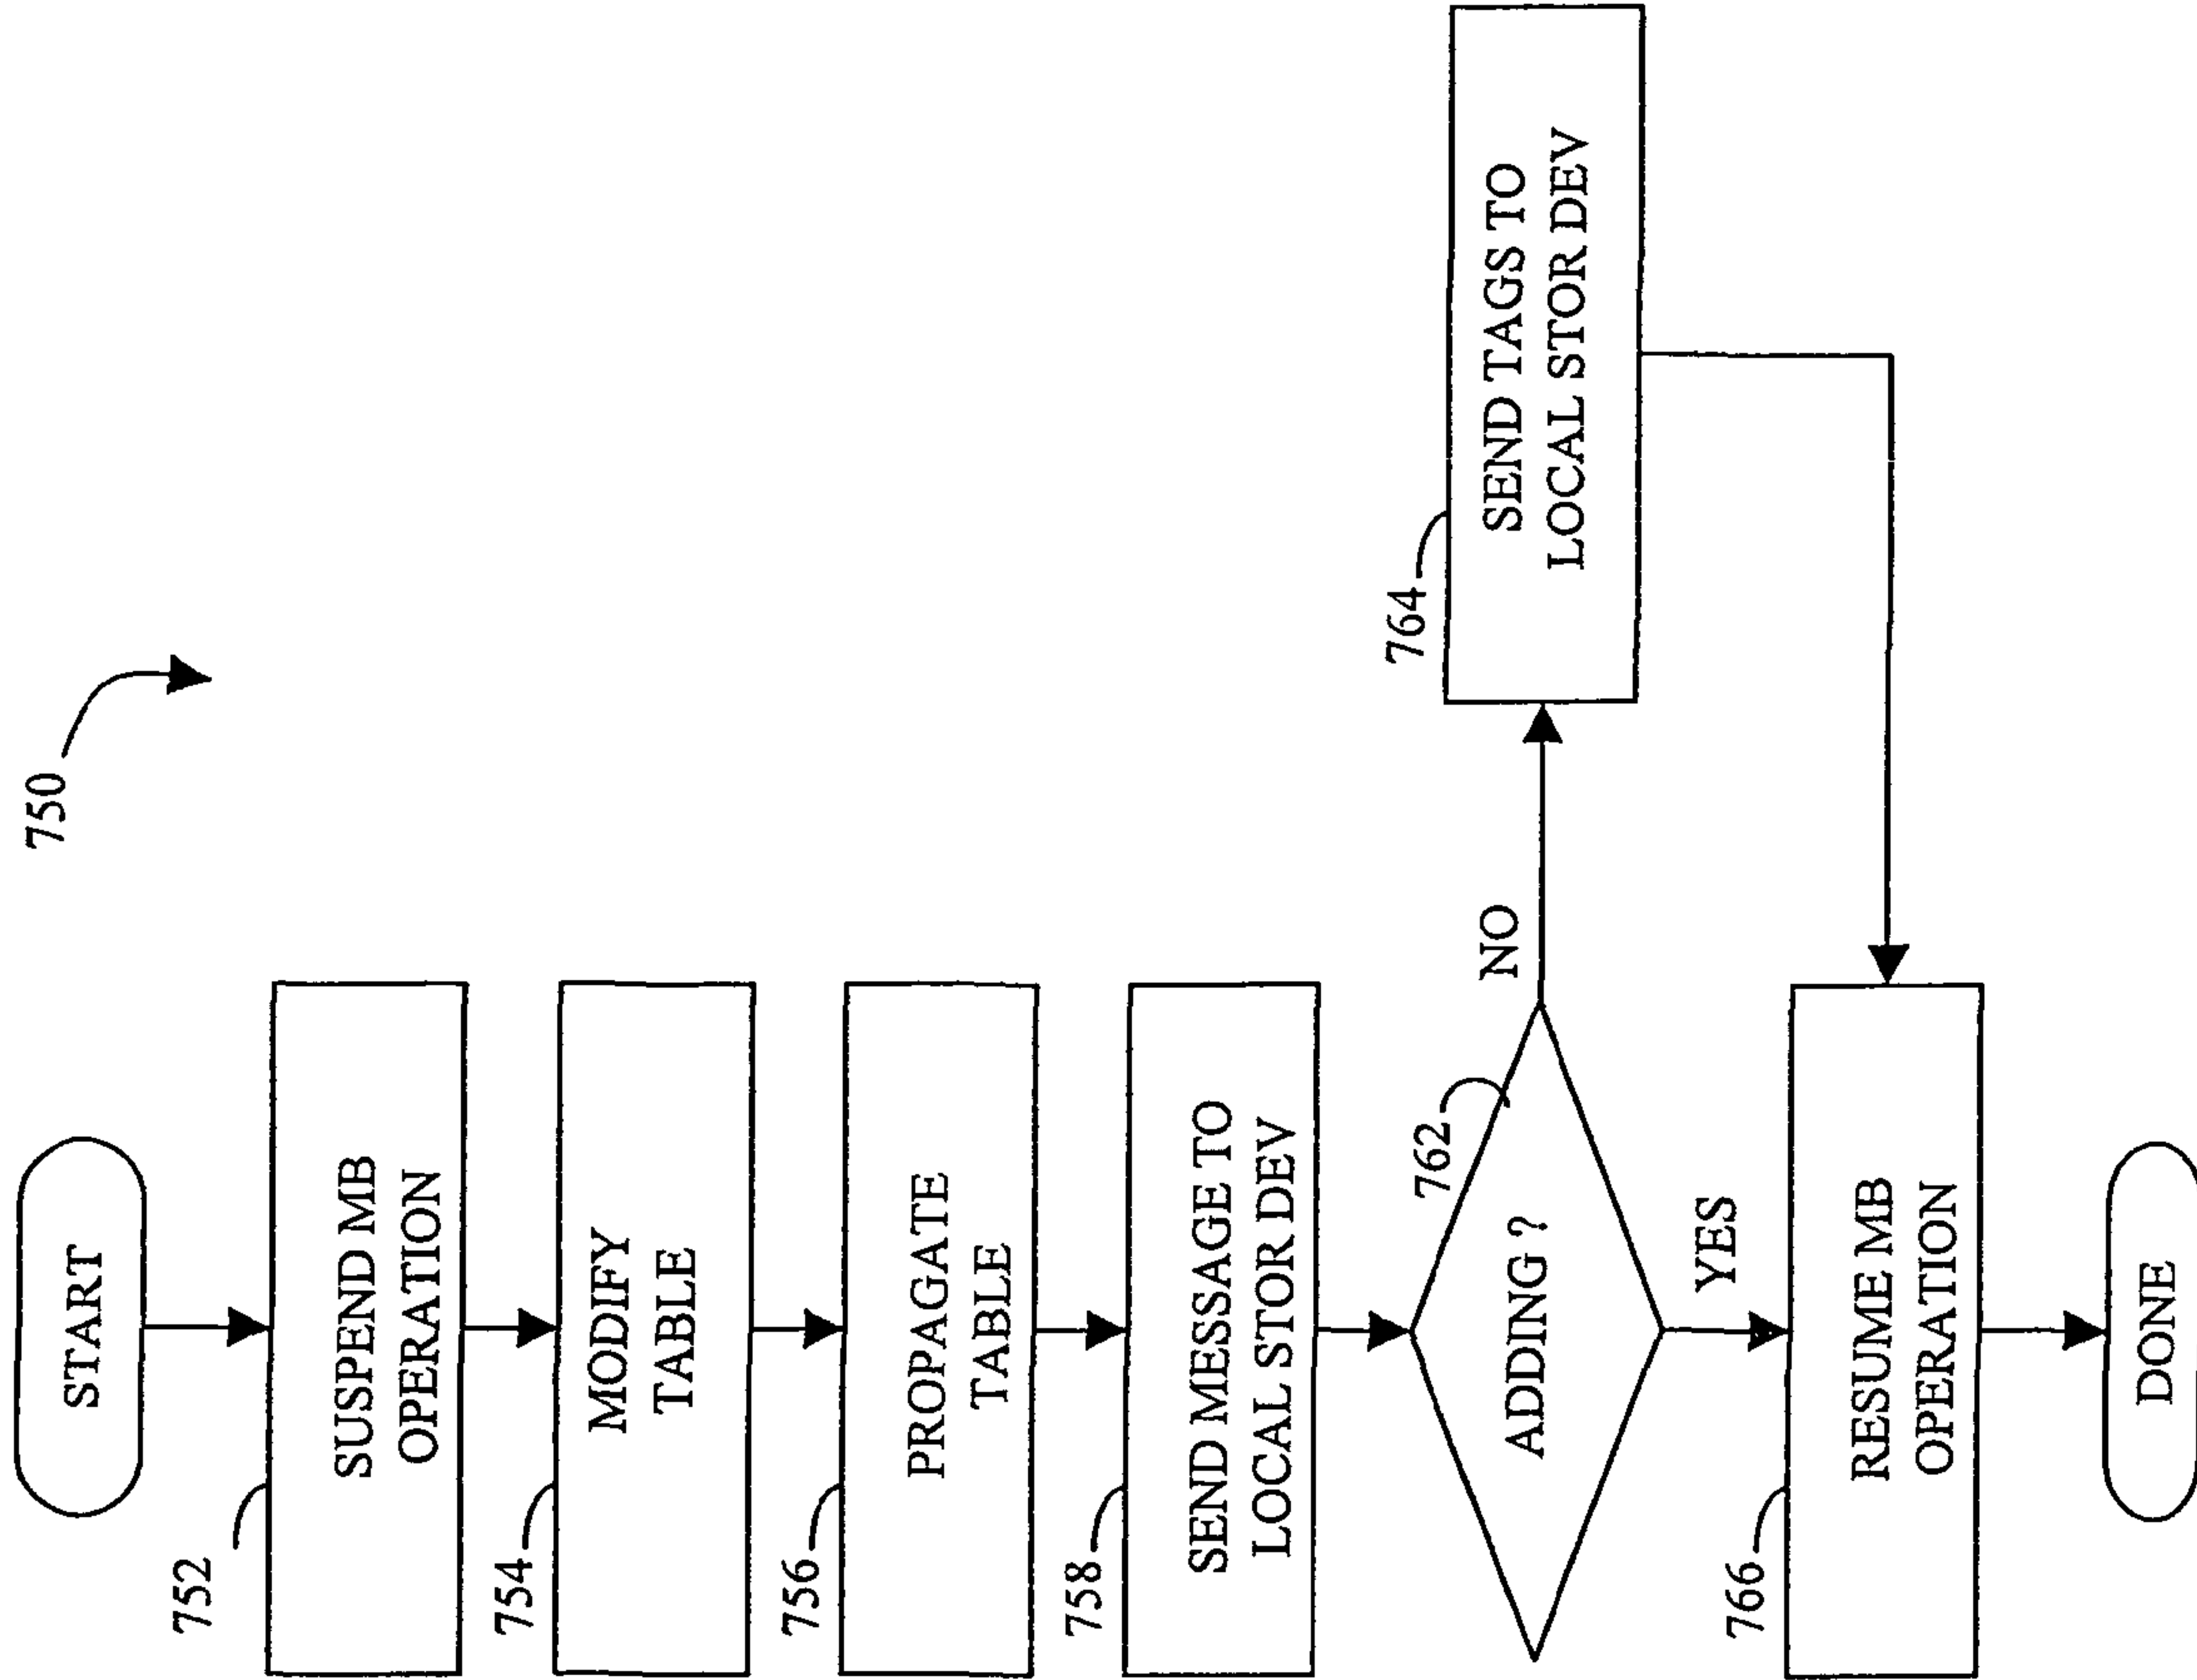 750
START
752
SUSPEND MB
OPERATION
754
MODIFY
TABLE
756
PROPAGATE
TABLE
758
SEND MESSAGE TO
LOCAL STOR DEV
762
ADDING ?
NO
764
SEND TAGS TO
LOCAL STOR DEV
YES
766
RESUME MB
OPERATION
DONE